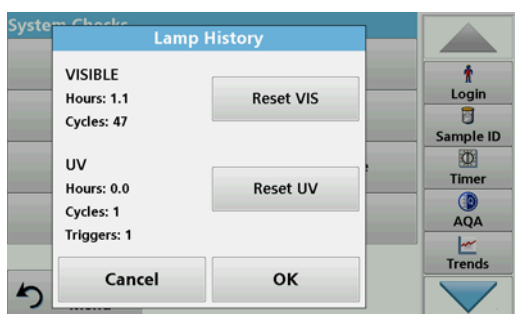 System Checks
Lamp History
VISIBLE
Hours: 1.1
Cycles: 47
Reset VIS
UV
Hours: 0.0
Cycles: 1
Triggers: 1
Reset UV
Cancel
OK
Login
Sample ID
Timer
AQA
Trends